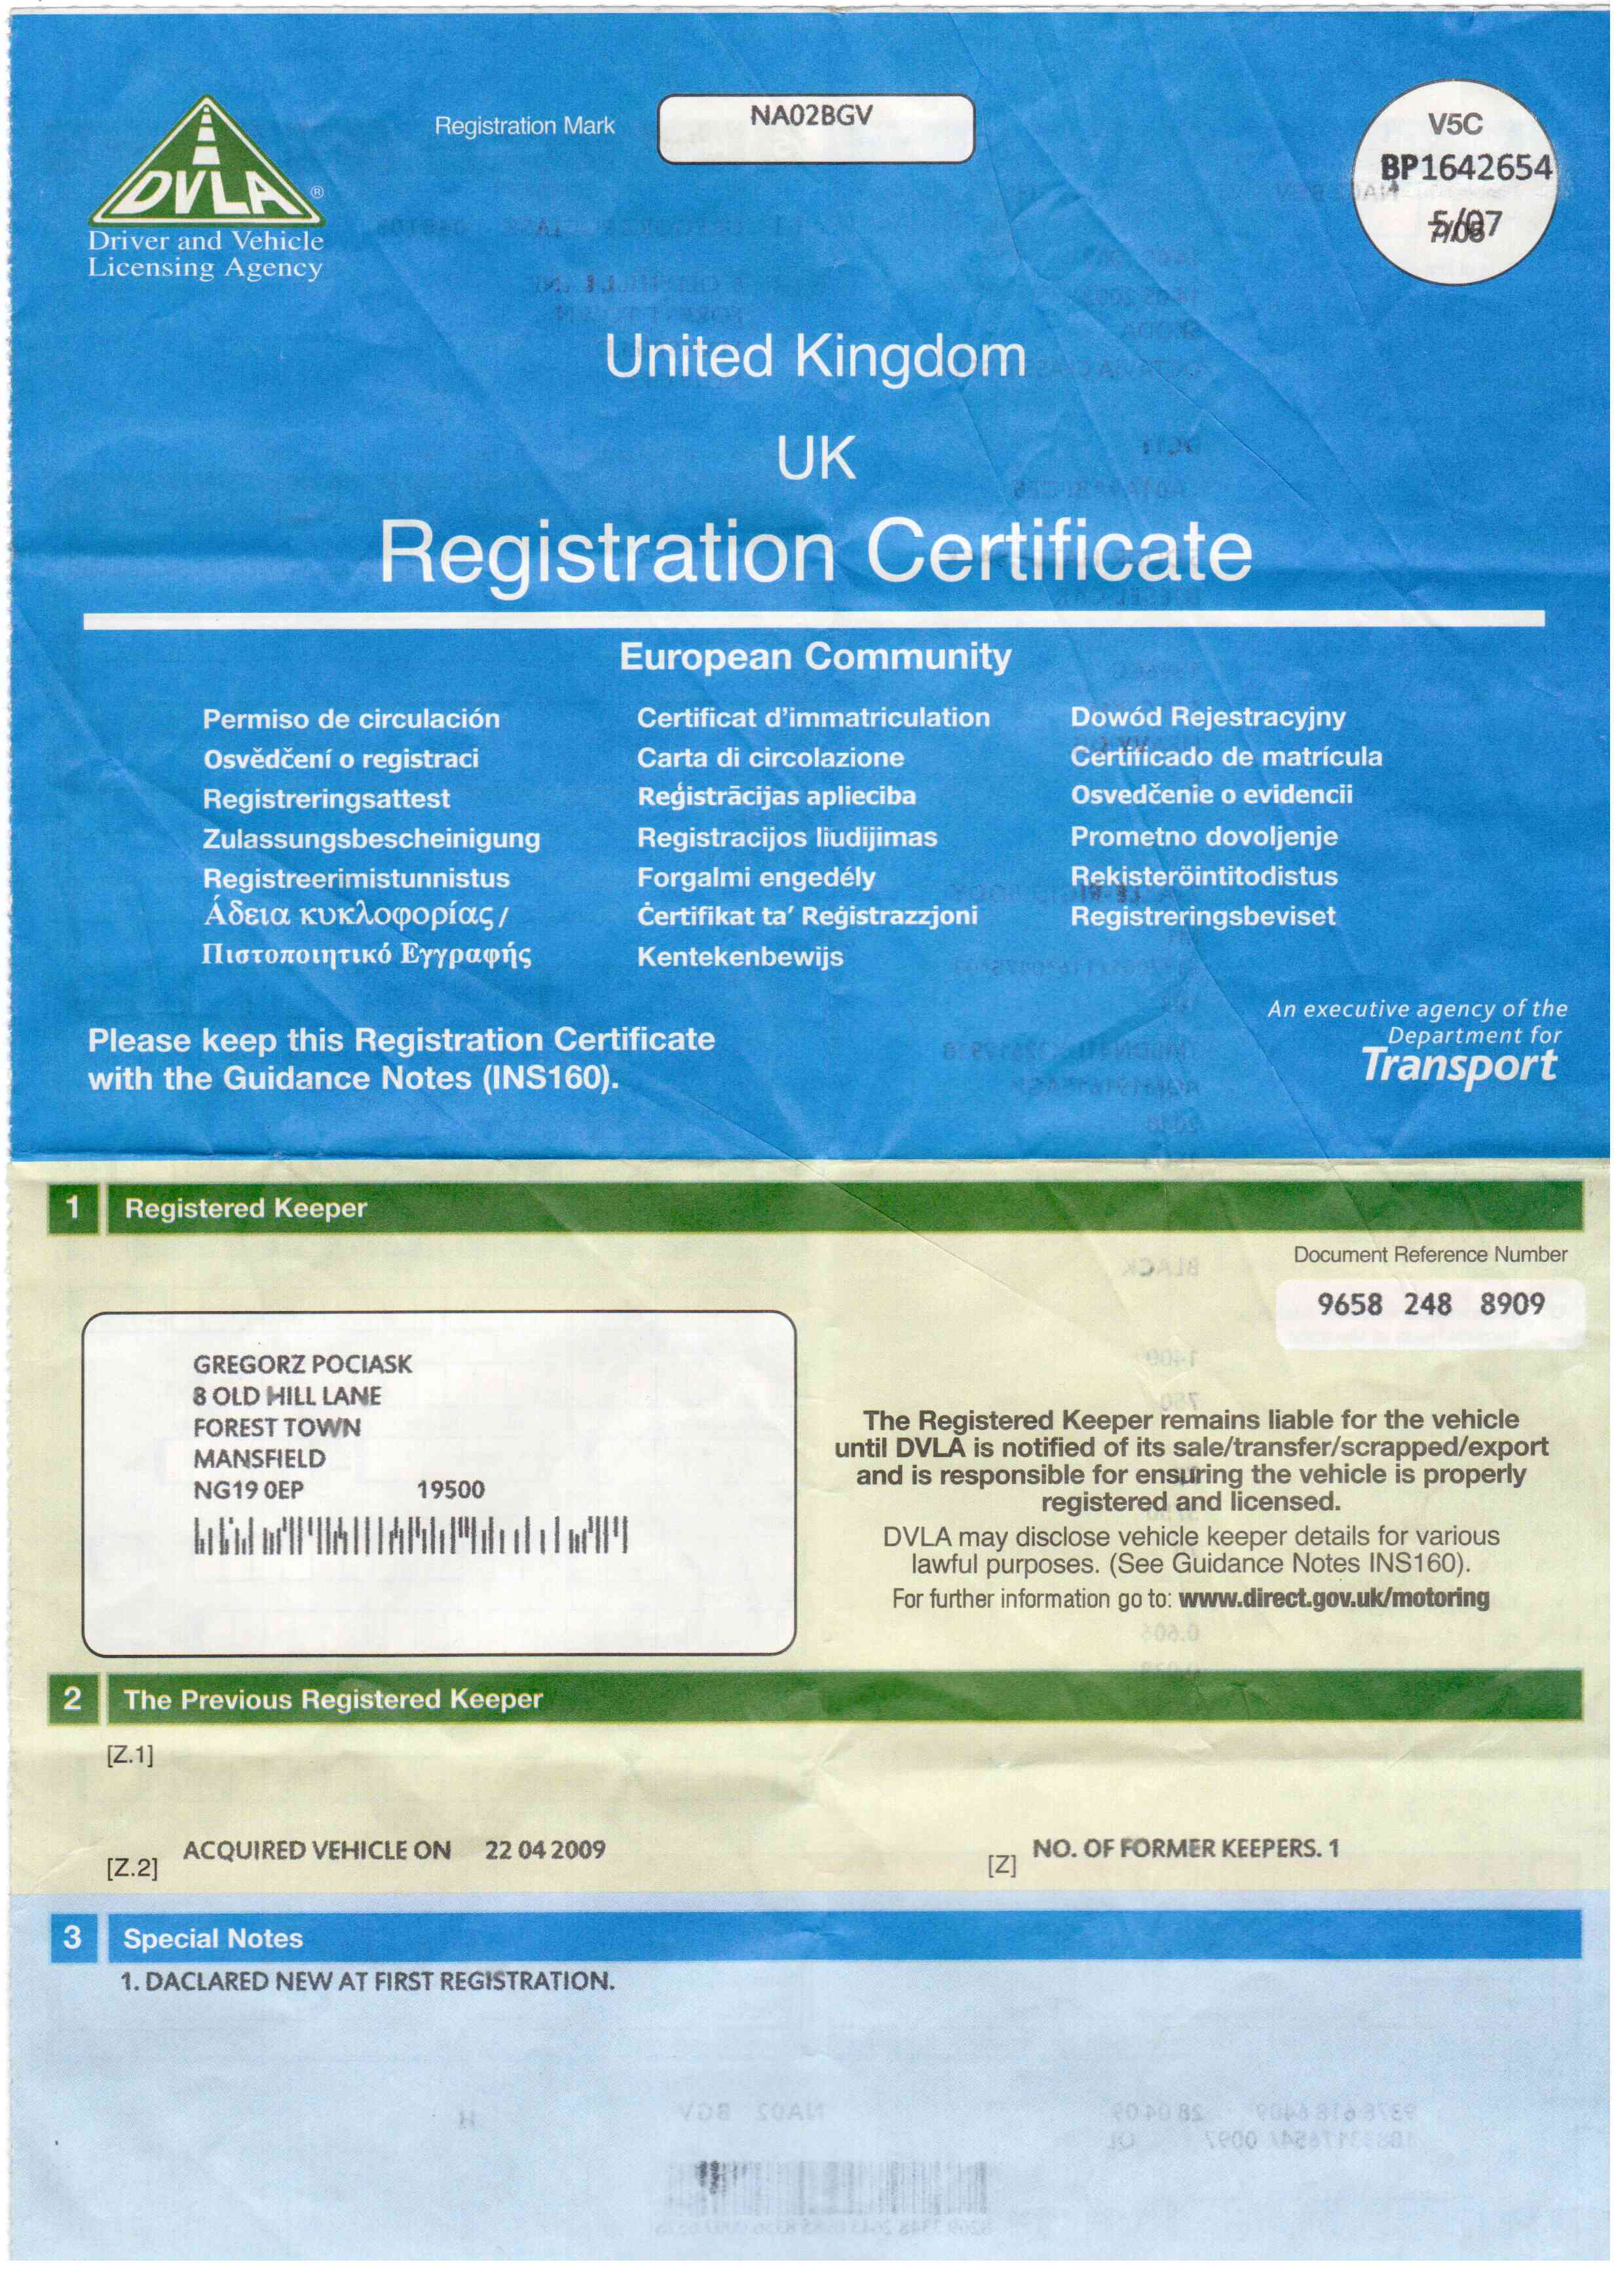 Registration Mark
NA02BGV
V5C
BP1642654
DVLA
®
Driver and Vehicle
Licensing Agency
United Kingdom
UK
Registration Certificate
European Community
Permiso de circulación
Osvědčení o registraci
Registreringsattest
Zulassungsbescheinigung
Registreerimistunnistus
Άδεια κυκλοφορίας /
Πιστοποιητικό Εγγραφής
Certificat d'immatriculation
Carta di circolazione
Reģistrācijas aplieciba
Registracijos liudijimas
Forgalmi engedély
Ċertifikat ta' Reġistrazzjoni
Kentekenbewijs
Dowód Rejestracyjny
Certificado de matrícula
Osvedčenie o evidencii
Prometno dovoljenje
Rekisteröintitodistus
Registreringsbeviset
Please keep this Registration Certificate
with the Guidance Notes (INS160).
An executive agency of the
Department for
Transport
1 Registered Keeper
Document Reference Number
9658 248 8909
GREGORZ POCIASK
8 OLD HILL LANE
FOREST TOWN
MANSFIELD
NG19 0EP 19500
The Registered Keeper remains liable for the vehicle
until DVLA is notified of its sale/transfer/scrapped/export
and is responsible for ensuring the vehicle is properly
registered and licensed.
DVLA may disclose vehicle keeper details for various
lawful purposes. (See Guidance Notes INS160).
For further information go to: www.direct.gov.uk/motoring
2 The Previous Registered Keeper
[Z.1]
[Z.2] ACQUIRED VEHICLE ON 22 04 2009
[Z] NO. OF FORMER KEEPERS. 1
3 Special Notes
1. DACLARED NEW AT FIRST REGISTRATION.